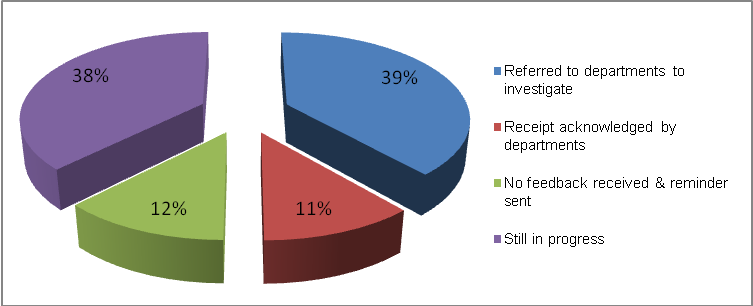 38%
39%
12%
11%
Referred to departments to
investigate
Receipt acknowledged by
departments
No feedback received & reminder
sent
Still in progress